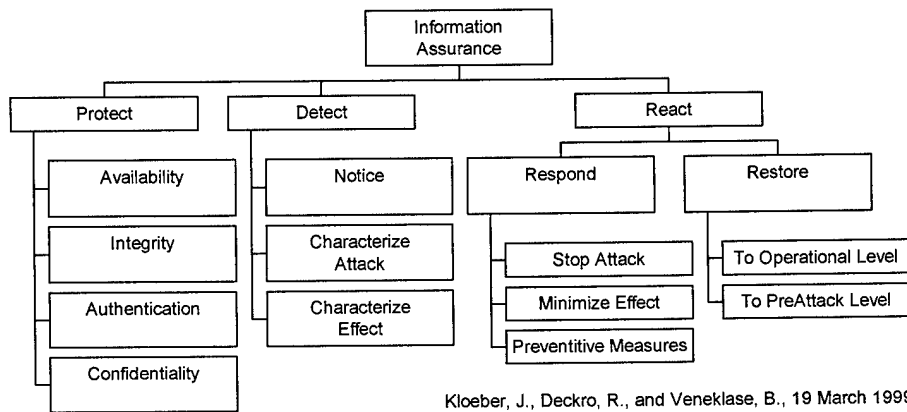 Information
Assurance
Protect
Detect
React
Availability
Integrity
Authentication
Confidentiality
Notice
Characterize
Attack
Characterize
Effect
Respond
Restore
Stop Attack
Minimize Effect
Preventitive Measures
To Operational Level
To PreAttack Level
Kloeber, J., Deckro, R., and Veneklase, B., 19 March 1999